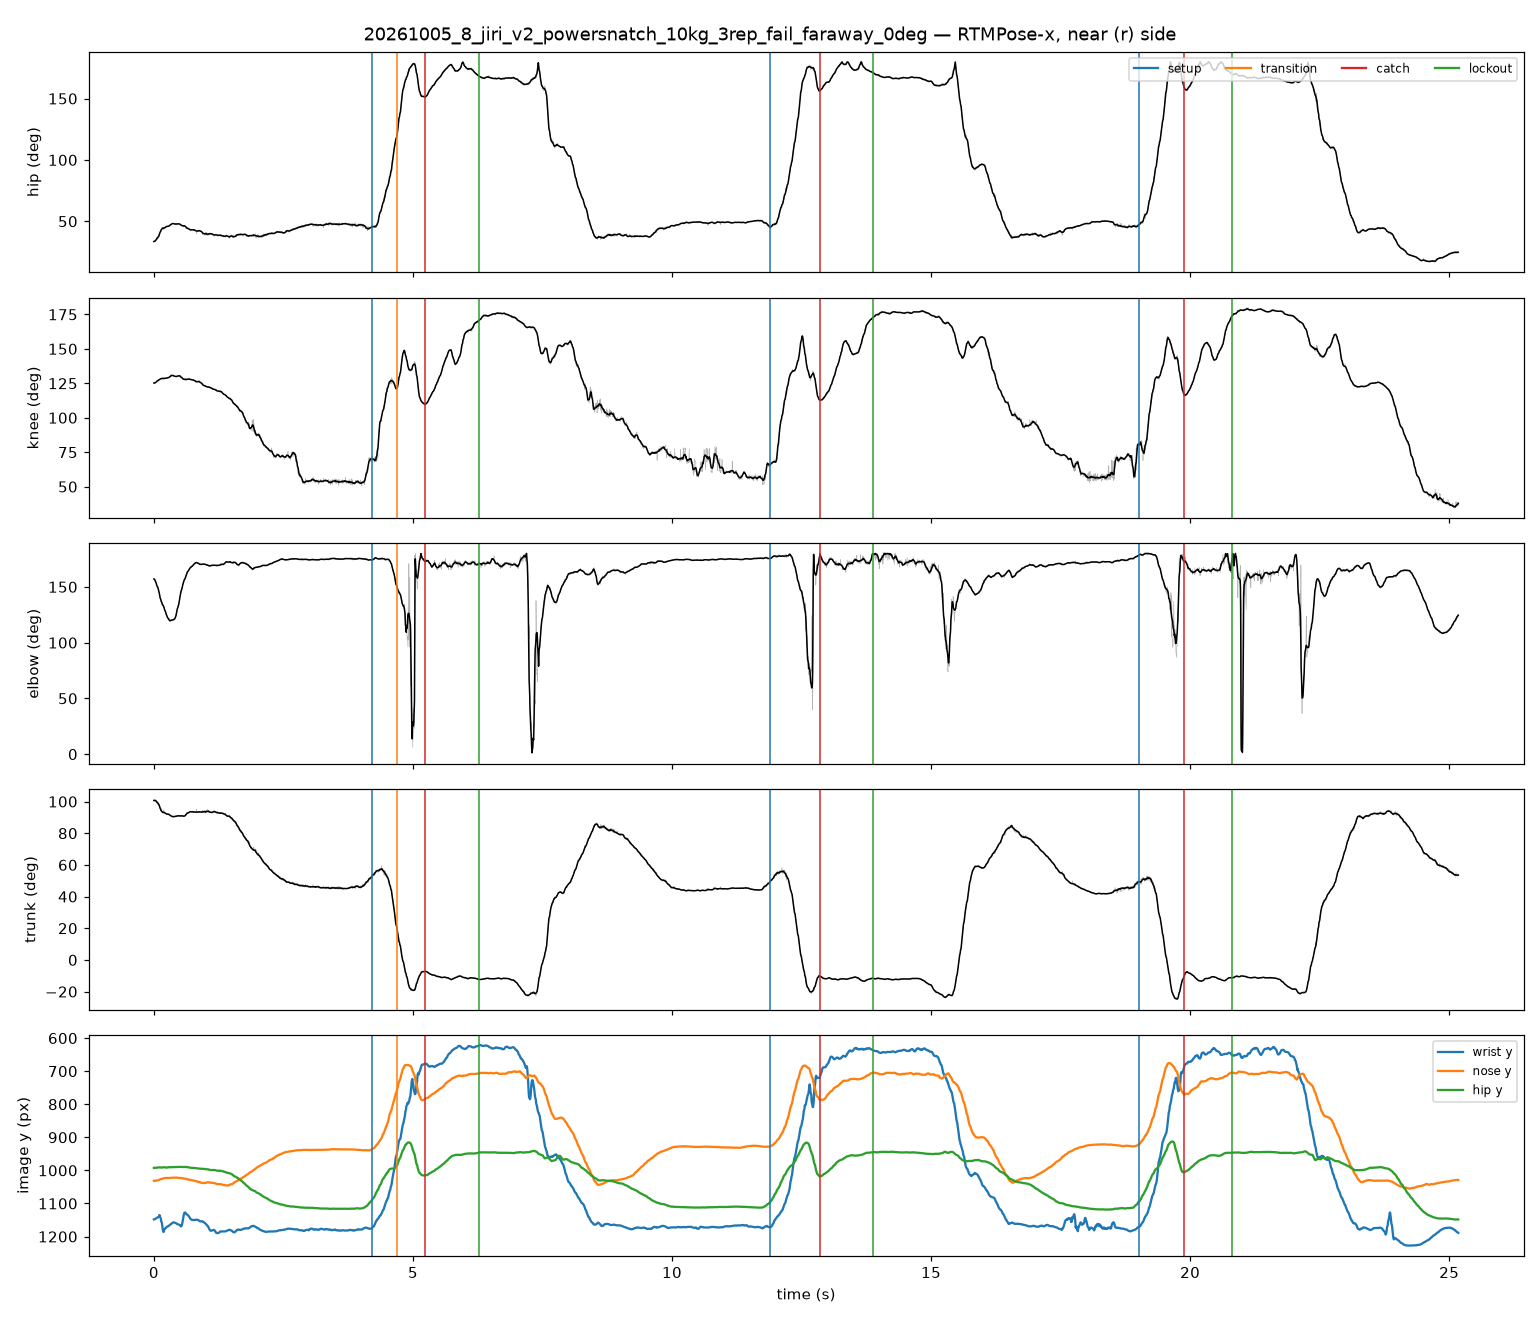 20261005_8_jiri_v2_powersnatch_10kg_3rep_fail_faraway_0deg — RTMPose-x, near (r) side
setup transition catch lockout
hip (deg)
150
100
50
knee (deg)
175
150
125
100
75
50
elbow (deg)
150
100
50
0
trunk (deg)
100
80
60
40
20
0
−20
image y (px)
600
700
800
900
1000
1100
1200
wrist y
nose y
hip y
0 5 10 15 20 25
time (s)